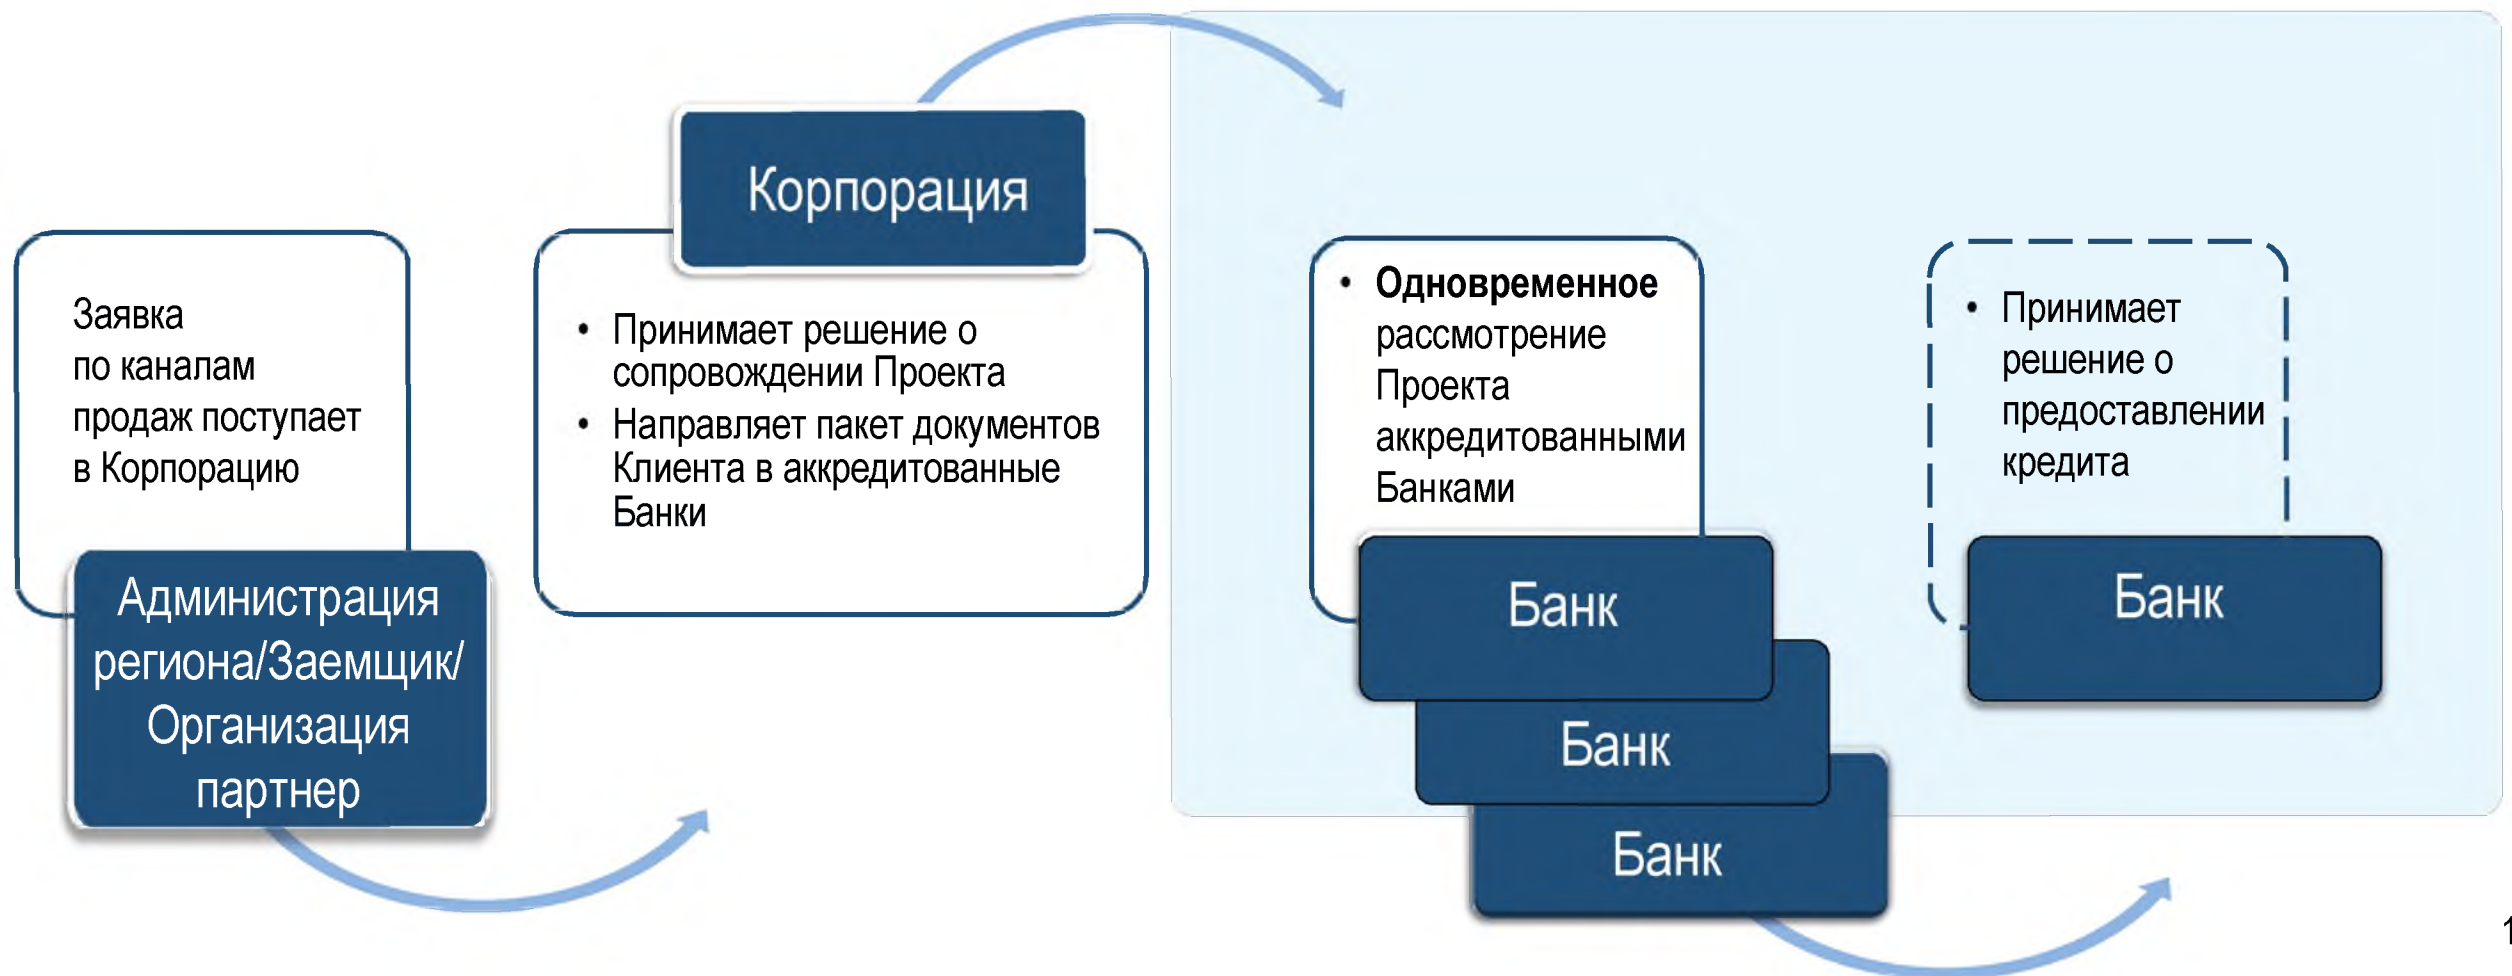 Заявка
по каналам
продаж поступает
в Корпорацию
Администрация
региона/Заемщик/
Организация
партнер
Корпорация
• Принимает решение о
сопровождении Проекта
• Направляет пакет документов
Клиента в аккредитованные
Банки
• Одновременное
рассмотрение
Проекта
аккредитованными
Банками
Банк
Банк
Банк
• Принимает
решение о
предоставлении
кредита
Банк
1